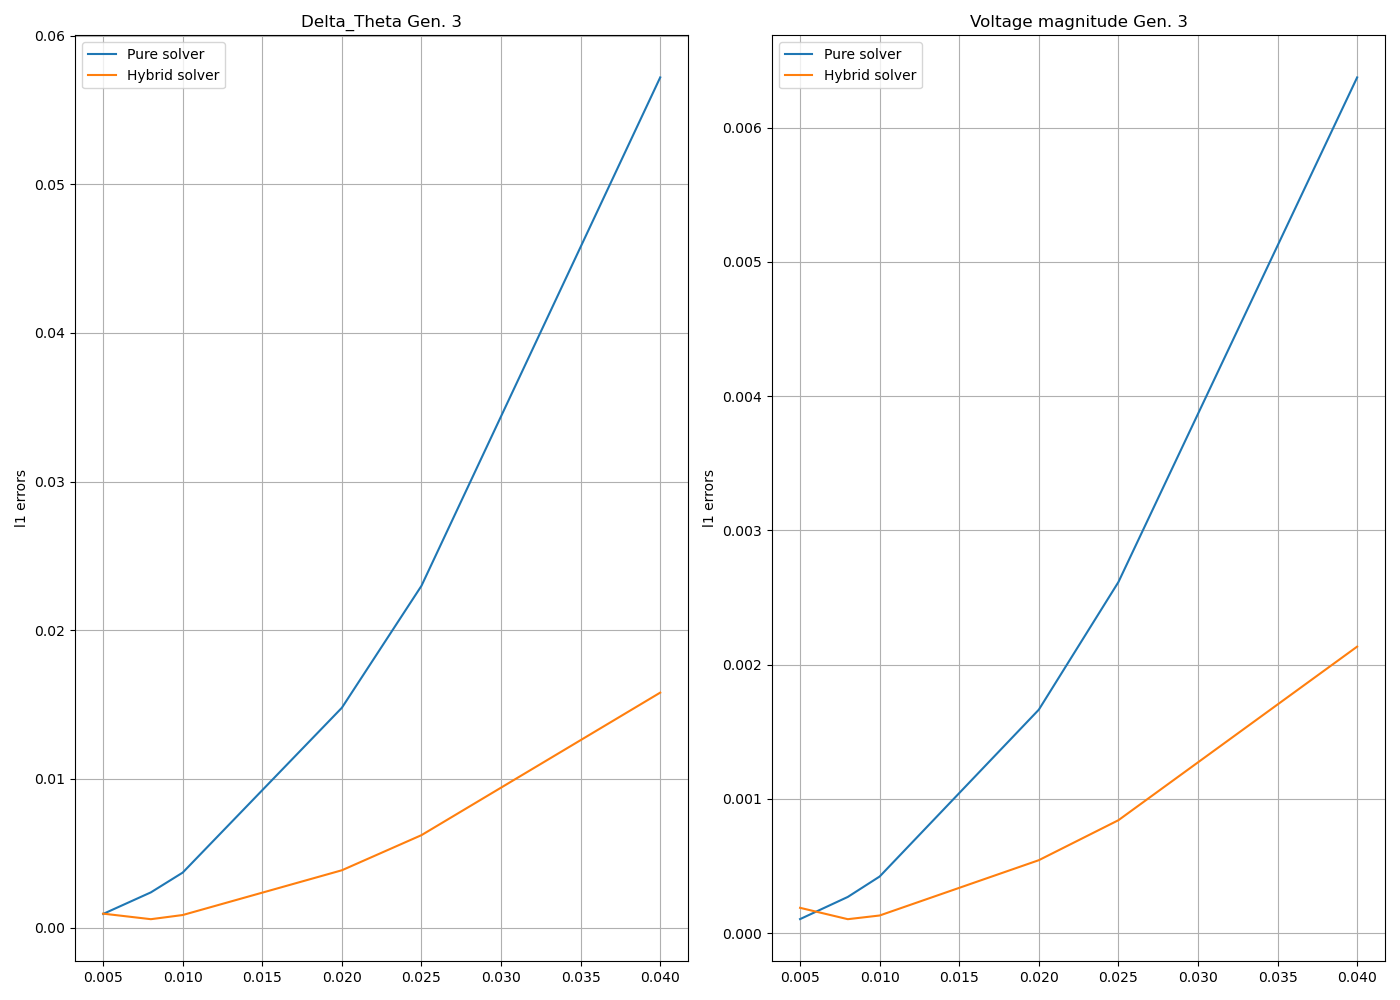 Delta_Theta Gen. 3
Pure solver
Hybrid solver
l1 errors
0.06
0.05
0.04
0.03
0.02
0.01
0.00
0.005 0.010 0.015 0.020 0.025 0.030 0.035 0.040
Voltage magnitude Gen. 3
Pure solver
Hybrid solver
l1 errors
0.006
0.005
0.004
0.003
0.002
0.001
0.000
0.005 0.010 0.015 0.020 0.025 0.030 0.035 0.040